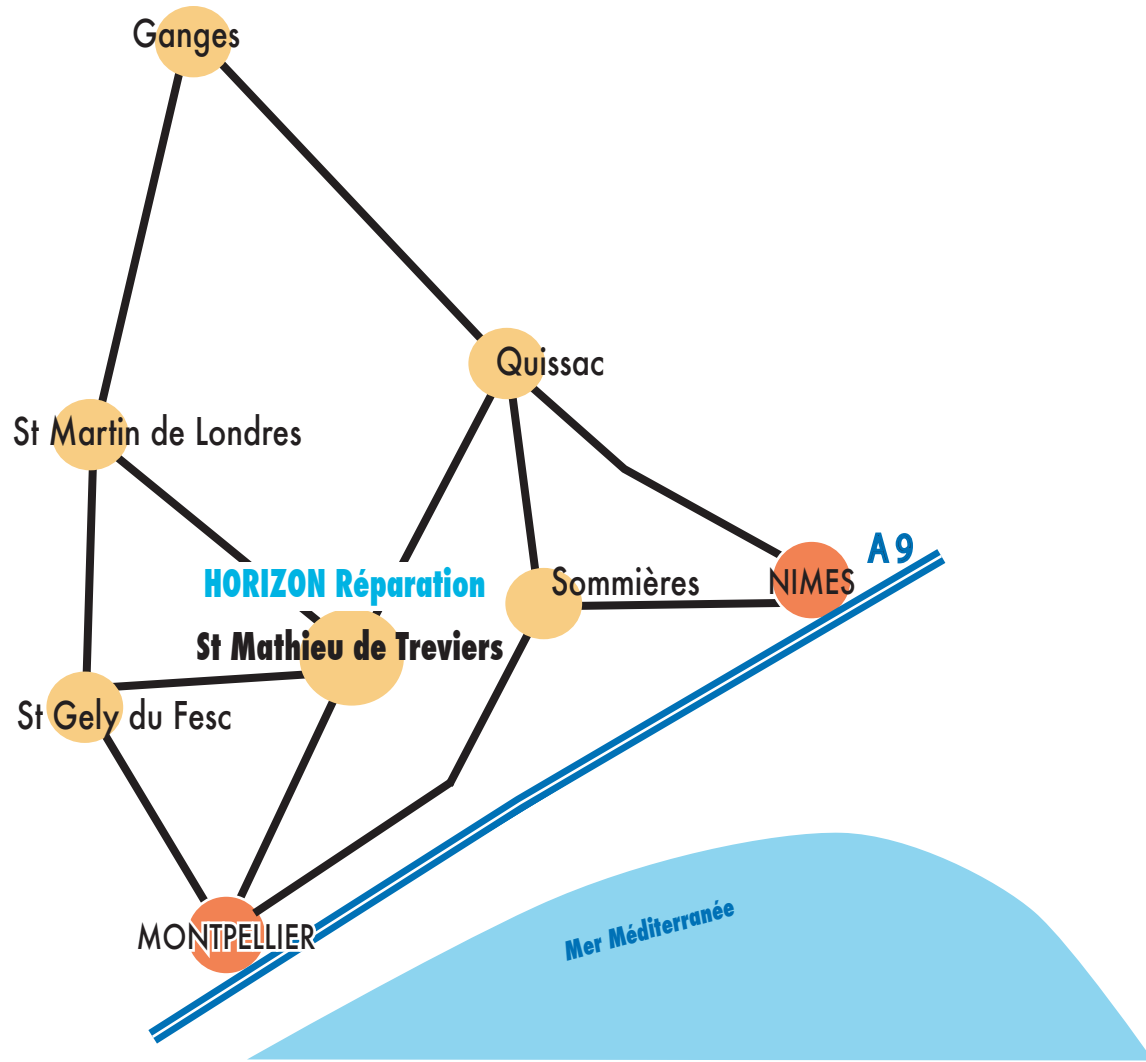 Ganges
Quissac
St Martin de Londres
A9
HORIZON Réparation
Sommières
NIMES
St Mathieu de Treviers
St Gely du Fesc
MONTPELLIER
Mer Méditerranée